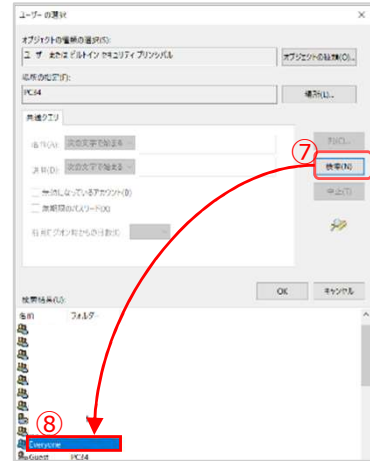 ユーザー の選択
オブジェクトの種類の選択(S):
ユーザー または ビルトイン セキュリティ プリンシパル
オブジェクトの種類(O)...
場所の指定(F):
PC34
場所(L)...
共通クエリ
名前(A): 次の文字で始まる
列(C)...
説明(D): 次の文字で始まる
⑦
検索(N)
無効になっているアカウント(B)
中止(T)
無期限のパスワード(X)
前回ログオン時からの日数(I):
OK
キャンセル
検索結果(U):
名前
フォルダー
⑧
Everyone
Guest
PC34